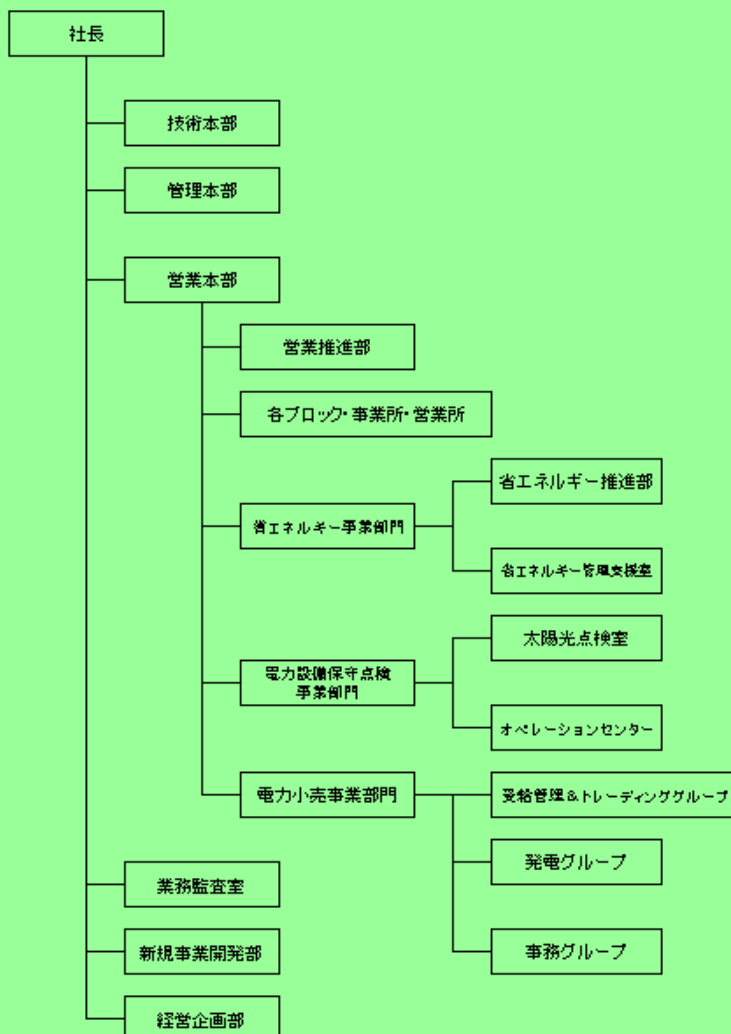 社長
技術本部
管理本部
営業本部
営業推進部
各ブロック・事業所・営業所
省エネルギー推進部
省エネルギー事業部門
省エネルギー管理支援室
太陽光点検室
電力設備保守点検
事業部門
オペレーションセンター
電力小売事業部門
受給管理&トレーディンググループ
発電グループ
業務監査室
事務グループ
新規事業開発部
経営企画部